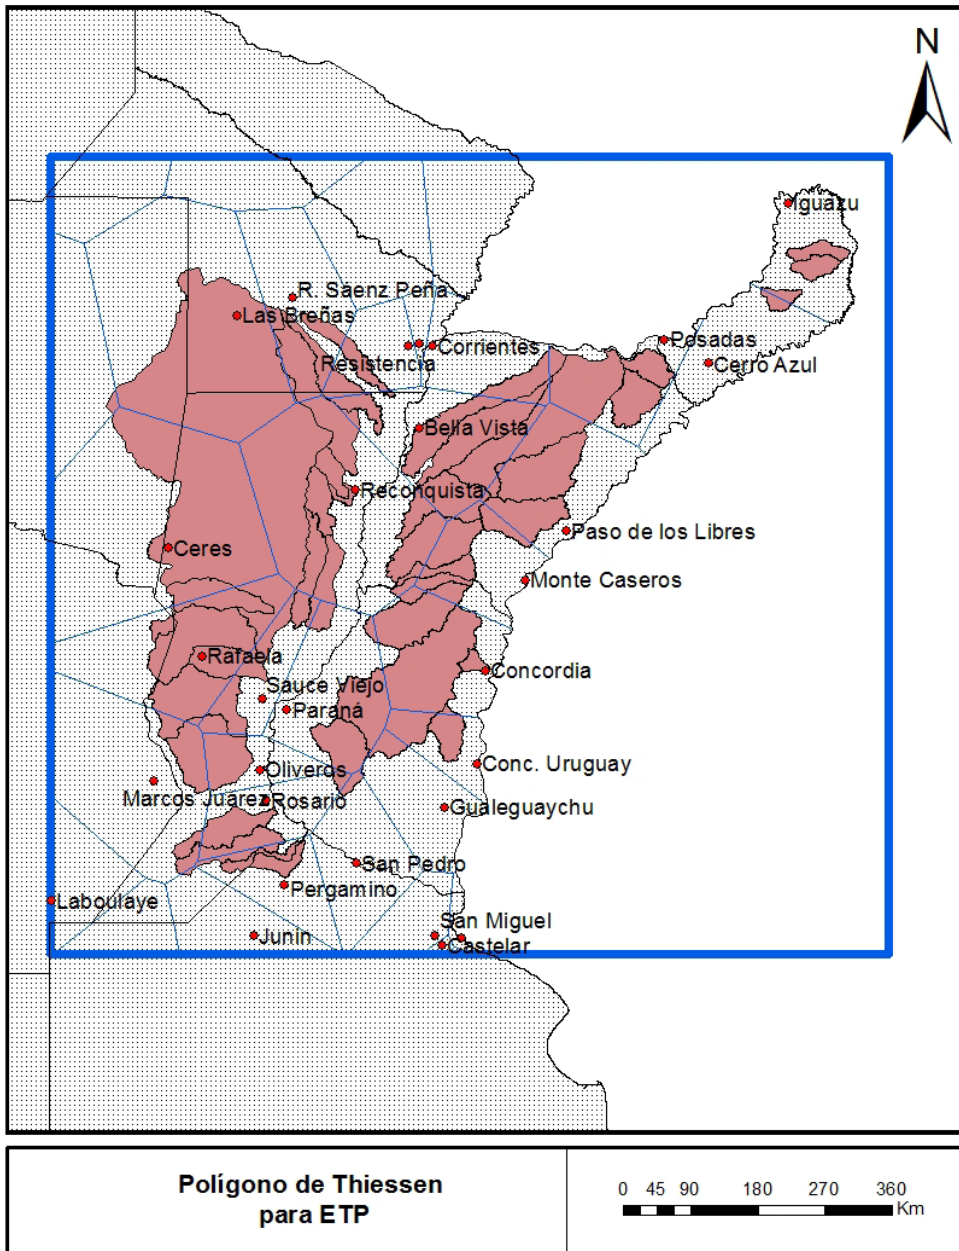 N
Iguazu
R. Saenz Peña
Las Breñas
Posadas
Corrientes
Resistencia
Cerro Azul
Bella Vista
Reconquista
Paso de los Libres
Ceres
Monte Caseros
Rafaela
Concordia
Sauce Viejo
Paraná
Conc. Uruguay
Oliveros
Marcos Juarez
Rosario
Gualeguaychu
San Pedro
Pergamino
Laboulaye
San Miguel
Junin
Castelar
Polígono de Thiessen
para ETP
0 45 90 180 270 360
Km